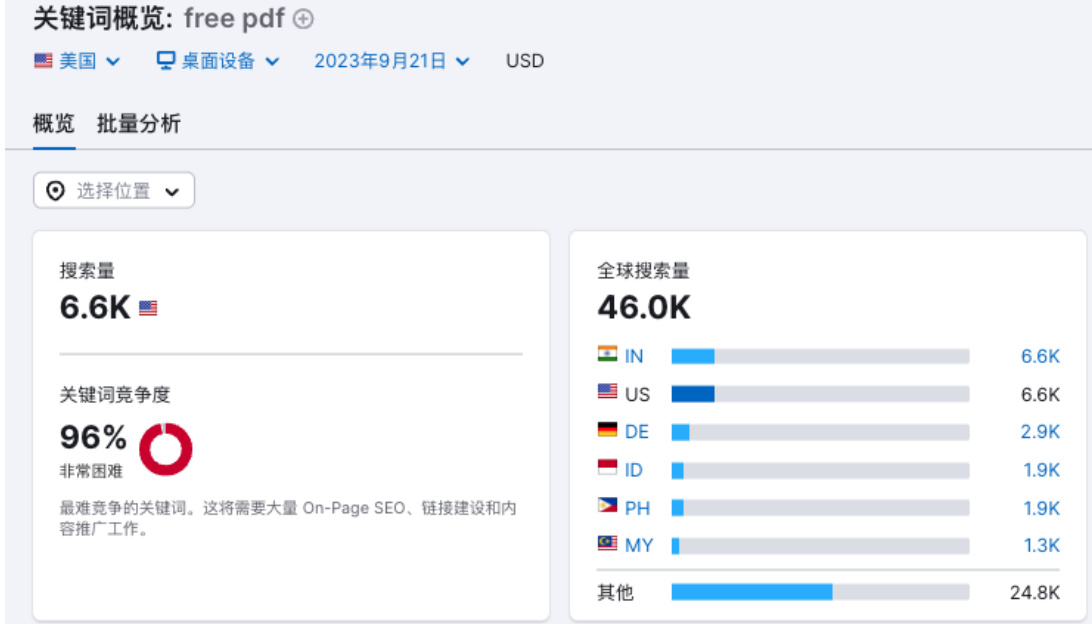 关键词概览: free pdf
美国 桌面设备 2023年9月21日 USD
概览 批量分析
选择位置
搜索量
6.6K
关键词竞争度
96%
非常困难
最难竞争的关键词。这将需要大量 On-Page SEO、链接建设和内
容推广工作。
全球搜索量
46.0K
IN 6.6K
US 6.6K
DE 2.9K
ID 1.9K
PH 1.9K
MY 1.3K
其他 24.8K